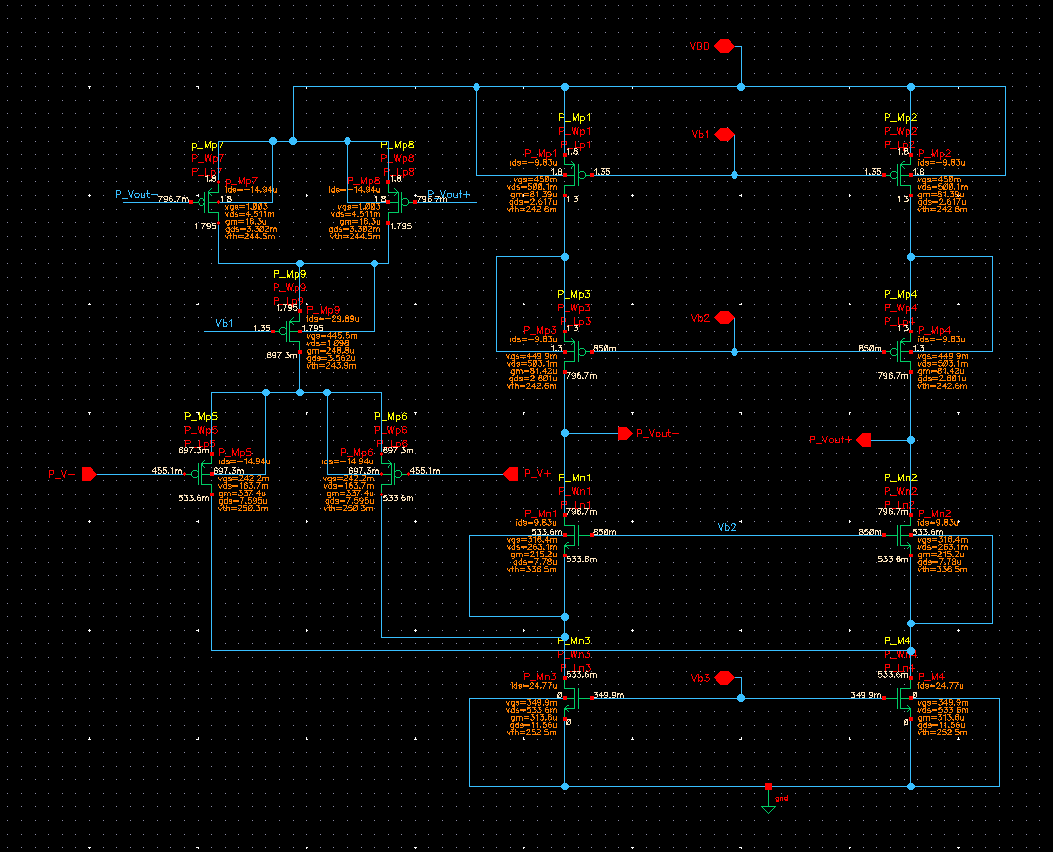 VDD
P_Mp1
P_Wp1
P_Lp1
P_Mp1
ids=-9.83u
1.8
1.8
1.35
vgs=450m
vds=500.1m
gm=81.39u
gds=2.617u
vth=242.6m
1.3
Vb1
P_Mp2
P_Wp2
P_Lp2
P_Mp2
ids=-9.83u
1.8
1.8
1.35
vgs=450m
vds=500.1m
gm=81.39u
gds=2.617u
vth=242.6m
1.3
P_Mp7
P_Wp7
P_Lp7
P_Mp7
ids=-14.94u
1.8
1.8
P_Vout-
796.7m
vgs=1.003
vds=4.511m
gm=16.3u
gds=3.302m
vth=244.5m
1.795
P_Mp8
P_Wp8
P_Lp8
P_Mp8
ids=-14.94u
1.8
1.8
P_Vout+
796.7m
vgs=1.003
vds=4.511m
gm=16.3u
gds=3.302m
vth=244.5m
1.795
P_Mp9
P_Wp9
P_Lp9
P_Mp9
1.795
ids=-29.89u
Vb1
1.35
1.795
vgs=445.5m
vds=1.098
gm=248.8u
gds=3.562u
vth=243.9m
697.3m
P_Mp3
P_Wp3
P_Lp3
P_Mp3
1.3
ids=-9.83u
1.3
850m
vgs=449.9m
vds=503.1m
gm=81.42u
gds=2.601u
vth=242.6m
796.7m
Vb2
P_Mp4
P_Wp4
P_Lp4
P_Mp4
1.3
ids=-9.83u
1.3
850m
vgs=449.9m
vds=503.1m
gm=81.42u
gds=2.601u
vth=242.6m
796.7m
P_Mp5
P_Wp5
P_Lp5
P_Mp5
697.3m
ids=-14.94u
P_V-
455.1m
697.3m
vgs=242.2m
vds=163.7m
gm=337.4u
gds=7.595u
vth=250.3m
533.6m
P_Mp6
P_Wp6
P_Lp6
P_Mp6
697.3m
ids=-14.94u
697.3m
455.1m
P_V+
vgs=242.2m
vds=163.7m
gm=337.4u
gds=7.595u
vth=250.3m
533.6m
P_Vout-
P_Vout+
P_Mn1
P_Wn1
P_Ln1
P_Mn1
796.7m
ids=9.83u
533.6m
850m
vgs=316.4m
vds=263.1m
gm=215.2u
gds=7.78u
vth=336.5m
533.6m
Vb2
P_Mn2
P_Wn2
P_Ln2
P_Mn2
796.7m
ids=9.83u
850m
533.6m
vgs=316.4m
vds=263.1m
gm=215.2u
gds=7.78u
vth=336.5m
533.6m
P_Mn3
P_Wn3
P_Ln3
P_Mn3
533.6m
ids=24.77u
0
349.9m
vgs=349.9m
vds=533.6m
gm=313.8u
gds=11.56u
vth=252.5m
0
Vb3
P_M4
P_Wn4
P_Ln4
P_M4
533.6m
ids=24.77u
349.9m
0
vgs=349.9m
vds=533.6m
gm=313.8u
gds=11.56u
vth=252.5m
0
gnd